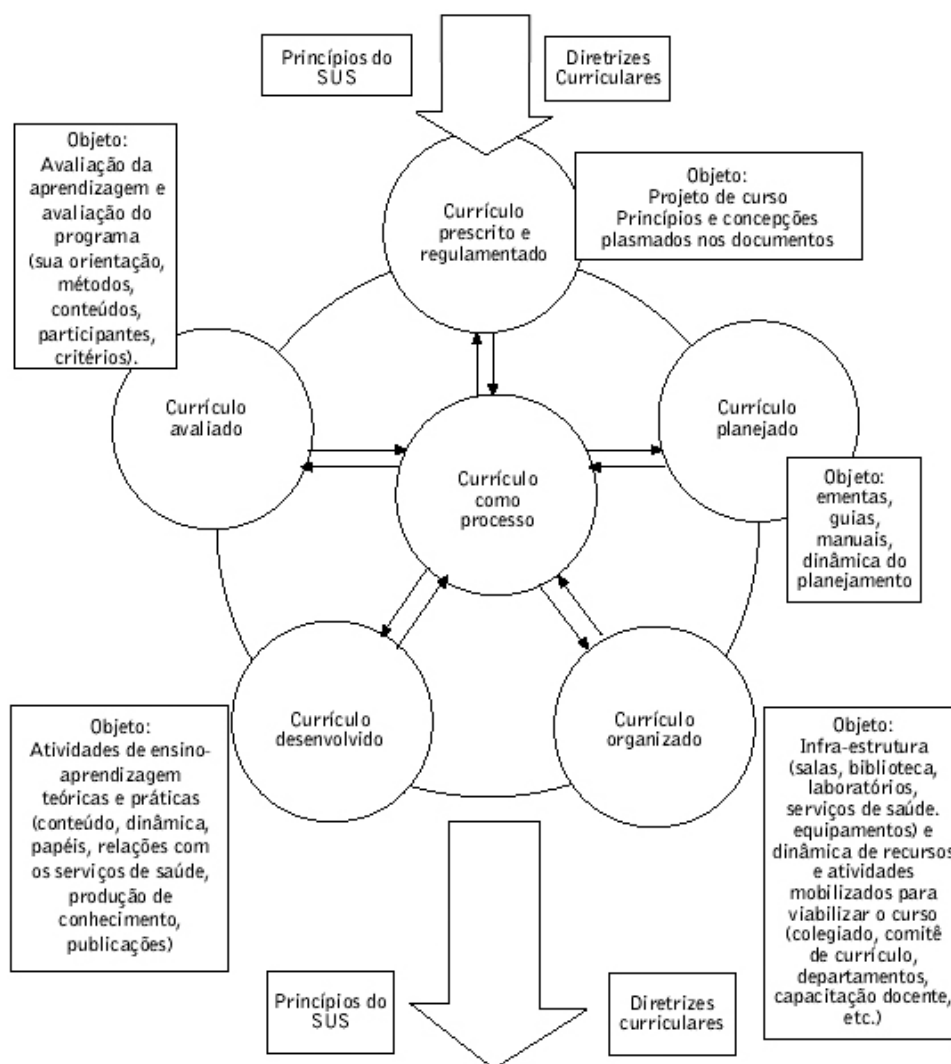 Princípios do
SUS
Diretrizes
Curriculares
Objeto:
Avaliação da
aprendizagem e
avaliação do
programa
(sua orientação,
métodos,
conteúdos,
participantes,
critérios).
Currículo
prescrito e
regulamentado
Objeto:
Projeto de curso
Princípios e concepções
plasmados nos documentos
Currículo
avaliado
Currículo
planejado
Currículo
como
processo
Objeto:
ementas,
guias,
manuais,
dinâmica do
planejamento
Currículo
desenvolvido
Currículo
organizado
Objeto:
Atividades de ensino-
aprendizagem
teóricas e práticas
(conteúdo, dinâmica,
papéis, relações com
os serviços de saúde,
produção de
conhecimento,
publicações)
Objeto:
Infra-estrutura
(salas, biblioteca,
laboratórios,
serviços de saúde.
equipamentos) e
dinâmica de recursos
e atividades
mobilizados para
viabilizar o curso
(colegiado, comitê
de currículo,
departamentos,
capacitação docente,
etc.)
Princípios do
SUS
Diretrizes
curriculares